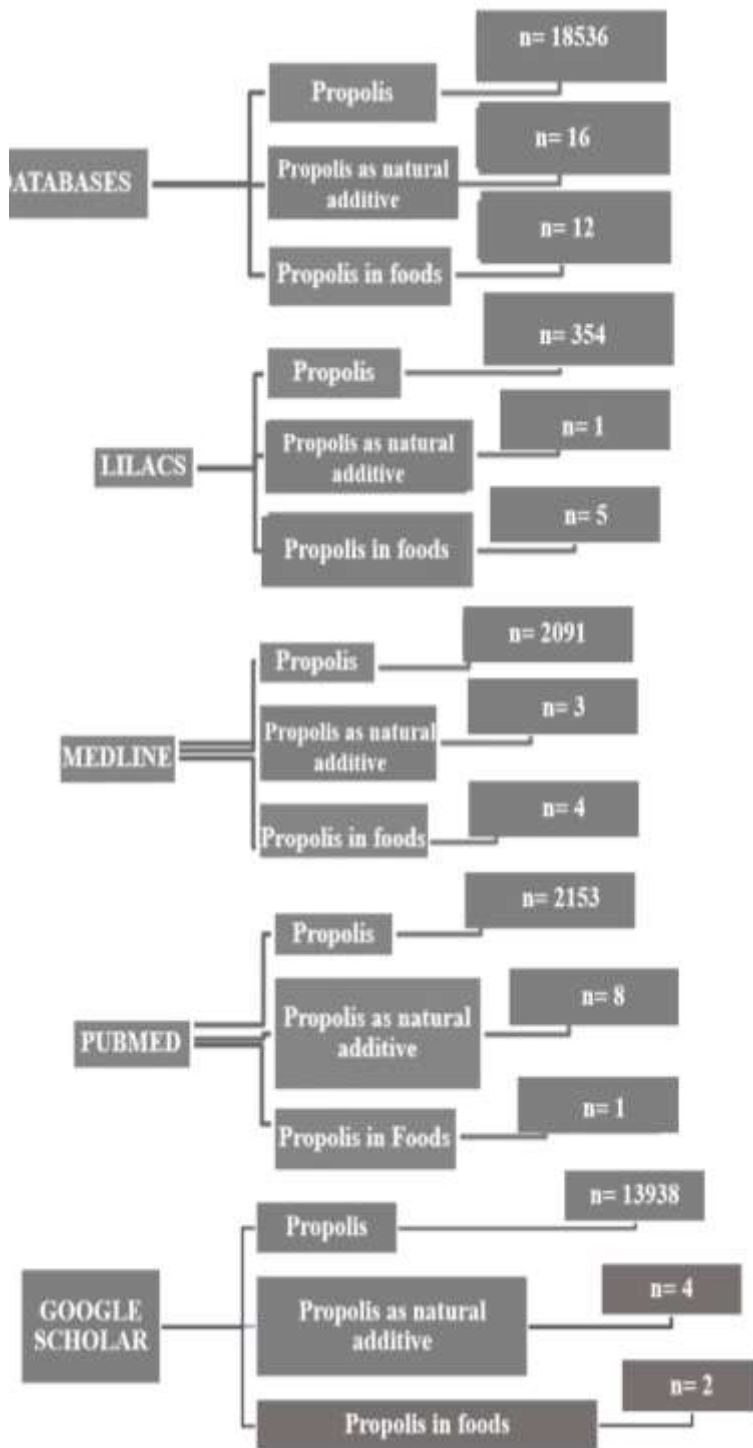 n= 18536
Propolis
n= 16
DATABASES
Propolis as natural
additive
n= 12
Propolis in foods
n= 354
Propolis
n= 1
LILACS
Propolis as natural
additive
n= 5
Propolis in foods
n= 2091
Propolis
n= 3
MEDLINE
Propolis as natural
additive
n= 4
Propolis in foods
n= 2153
Propolis
n= 8
PUBMED
Propolis as natural
additive
n= 1
Propolis in Foods
n= 13938
Propolis
n= 4
GOOGLE
SCHOLAR
Propolis as natural
additive
n= 2
Propolis in foods